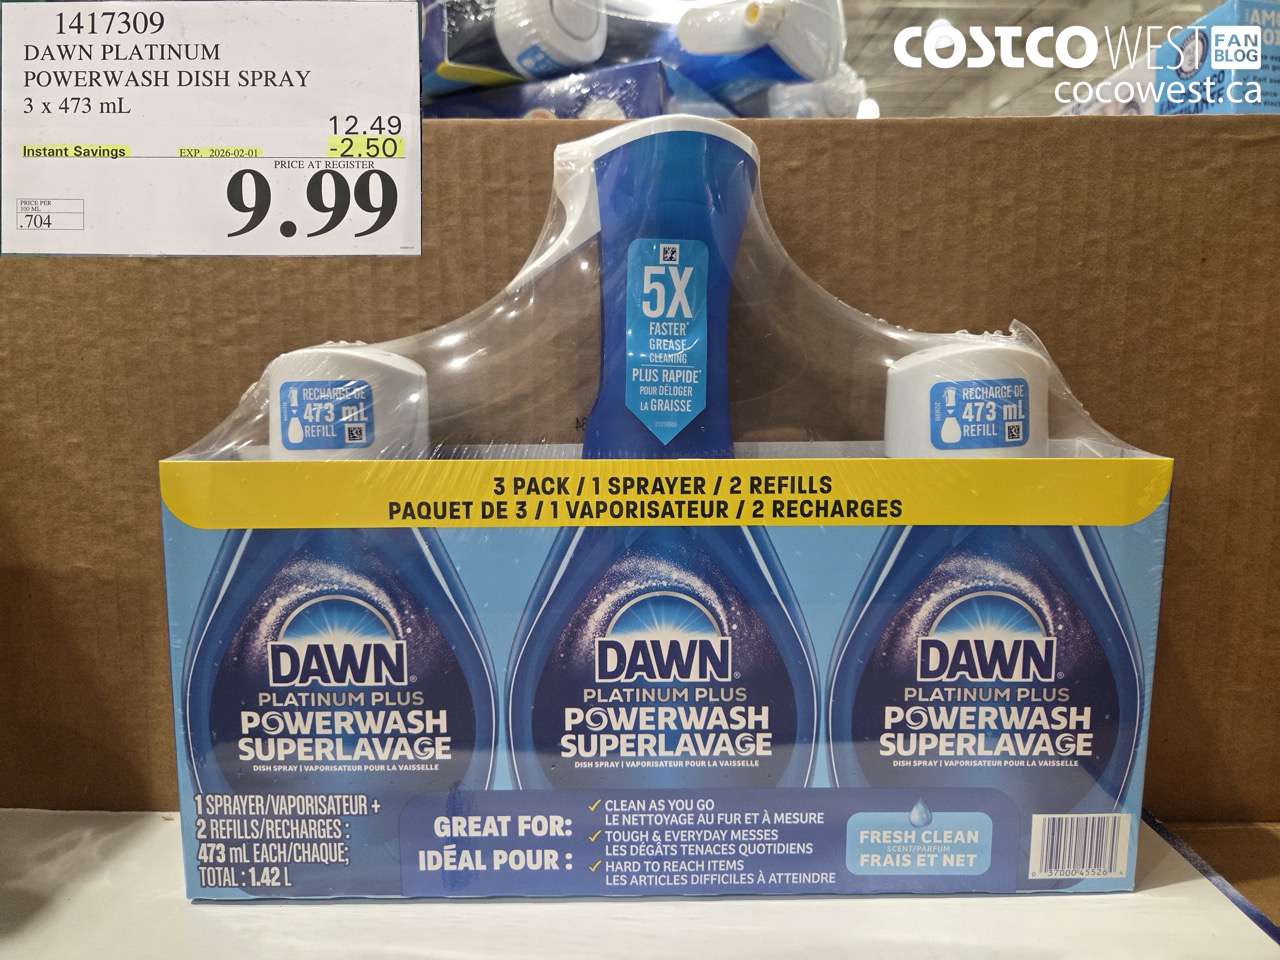 1417309
DAWN PLATINUM
POWERWASH DISH SPRAY
3 x 473 mL
12.49
Instant Savings EXP. 2026-02-01 -2.50
PRICE AT REGISTER
9.99
PRICE PER
100 ML
.704
COSTCO WEST FAN BLOG
cocowest.ca
5X
FASTER*
GREASE
CLEANING
PLUS RAPIDE*
POUR DÉLOGER
LA GRAISSE
RECHARGE DE
473 mL
REFILL
RECHARGE DE
473 mL
REFILL
3 PACK / 1 SPRAYER / 2 REFILLS
PAQUET DE 3 / 1 VAPORISATEUR / 2 RECHARGES
DAWN®
PLATINUM PLUS
POWERWASH
SUPERLAVAGE
DISH SPRAY | VAPORISATEUR POUR LA VAISSELLE
DAWN®
PLATINUM PLUS
POWERWASH
SUPERLAVAGE
DISH SPRAY | VAPORISATEUR POUR LA VAISSELLE
DAWN®
PLATINUM PLUS
POWERWASH
SUPERLAVAGE
DISH SPRAY | VAPORISATEUR POUR LA VAISSELLE
1 SPRAYER/VAPORISATEUR +
2 REFILLS/RECHARGES :
473 mL EACH/CHAQUE;
TOTAL : 1.42 L
GREAT FOR:
IDÉAL POUR :
✓ CLEAN AS YOU GO
LE NETTOYAGE AU FUR ET À MESURE
✓ TOUGH & EVERYDAY MESSES
LES DÉGÂTS TENACES QUOTIDIENS
✓ HARD TO REACH ITEMS
LES ARTICLES DIFFICILES À ATTEINDRE
FRESH CLEAN
SCENT/PARFUM
FRAIS ET NET
0 37000 45526 4